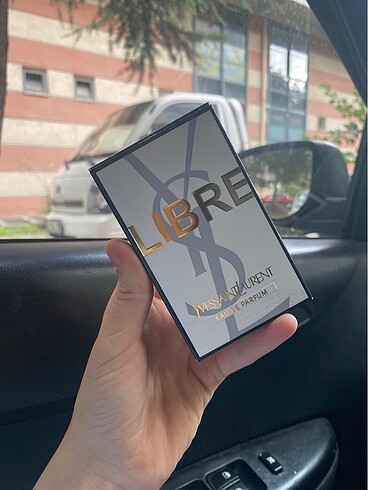 LIBRE
YVESSAINTLAURENT
EAU DE PARFUM